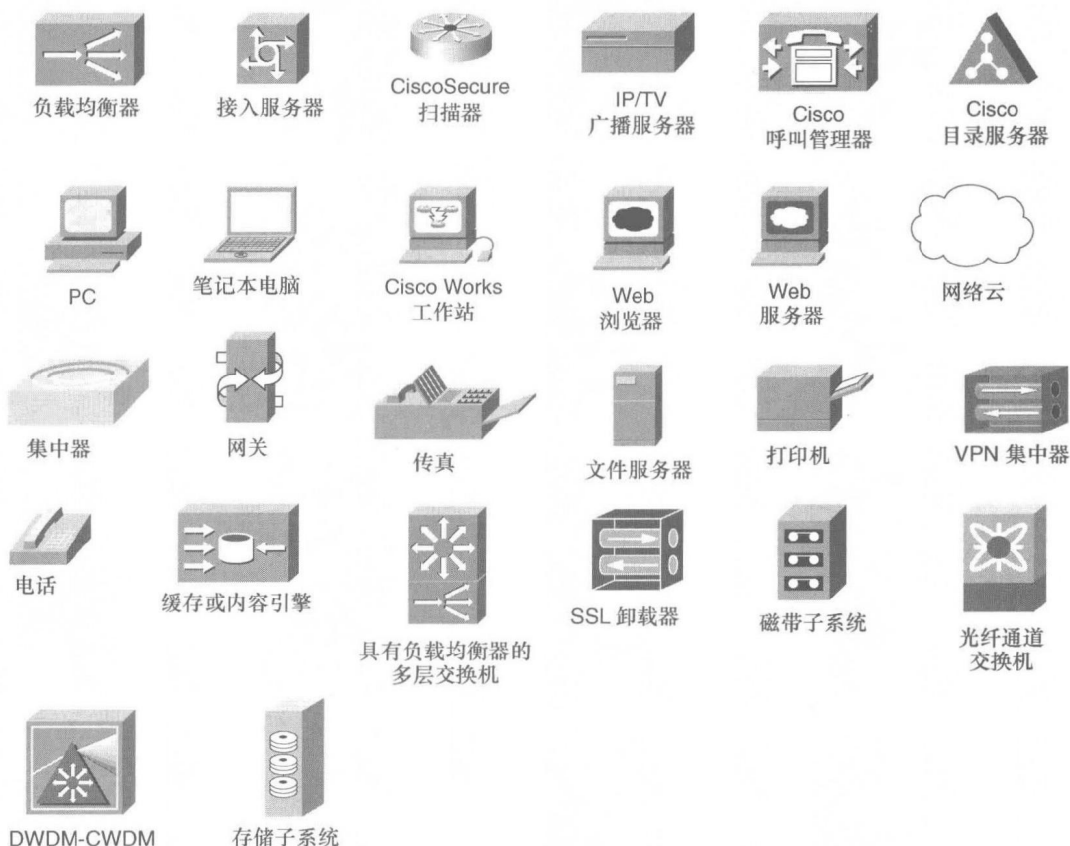 负载均衡器
接入服务器
CiscoSecure
扫描器
IP/TV
广播服务器
Cisco
呼叫管理器
Cisco
目录服务器
PC
笔记本电脑
Cisco Works
工作站
Web
浏览器
Web
服务器
网络云
集中器
网关
传真
文件服务器
打印机
VPN 集中器
电话
缓存或内容引擎
具有负载均衡器的
多层交换机
SSL 卸载器
磁带子系统
光纤通道
交换机
DWDM-CWDM
存储子系统